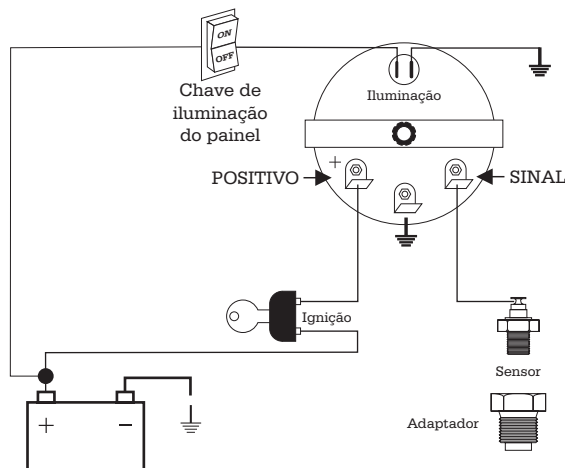 ON
OFF
Chave de
iluminação
do painel
Iluminação
+
POSITIVO
SINAL
Ignição
Sensor
+ −
Adaptador